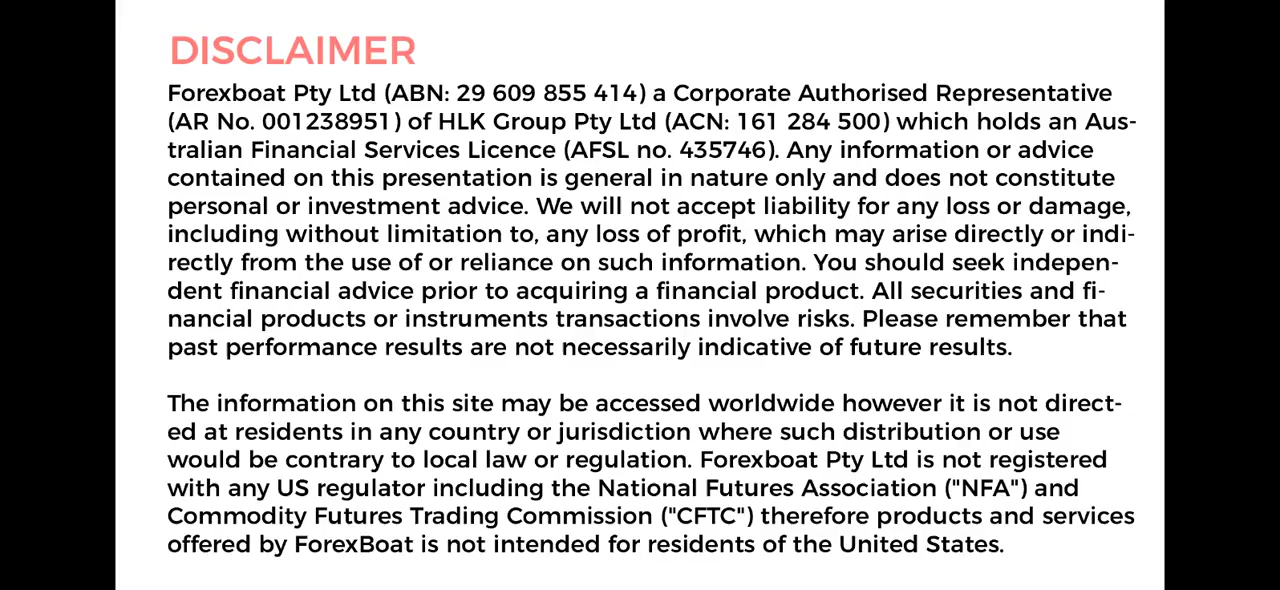 DISCLAIMER
Forexboat Pty Ltd (ABN: 29 609 855 414) a Corporate Authorised Representative
(AR No. 001238951) of HLK Group Pty Ltd (ACN: 161 284 500) which holds an Aus-
tralian Financial Services Licence (AFSL no. 435746). Any information or advice
contained on this presentation is general in nature only and does not constitute
personal or investment advice. We will not accept liability for any loss or damage,
including without limitation to, any loss of profit, which may arise directly or indi-
rectly from the use of or reliance on such information. You should seek indepen-
dent financial advice prior to acquiring a financial product. All securities and fi-
nancial products or instruments transactions involve risks. Please remember that
past performance results are not necessarily indicative of future results.
The information on this site may be accessed worldwide however it is not direct-
ed at residents in any country or jurisdiction where such distribution or use
would be contrary to local law or regulation. Forexboat Pty Ltd is not registered
with any US regulator including the National Futures Association ("NFA") and
Commodity Futures Trading Commission ("CFTC") therefore products and services
offered by ForexBoat is not intended for residents of the United States.